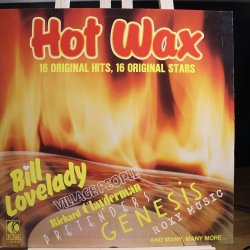 Hot Wax
16 ORIGINAL HITS, 16 ORIGINAL STARS
Bill
Lovelady
VILLAGE PEOPLE
Richard Clayderman
PRETENDERS
GENESIS
ROXY MUSIC
AND MANY, MANY MORE...